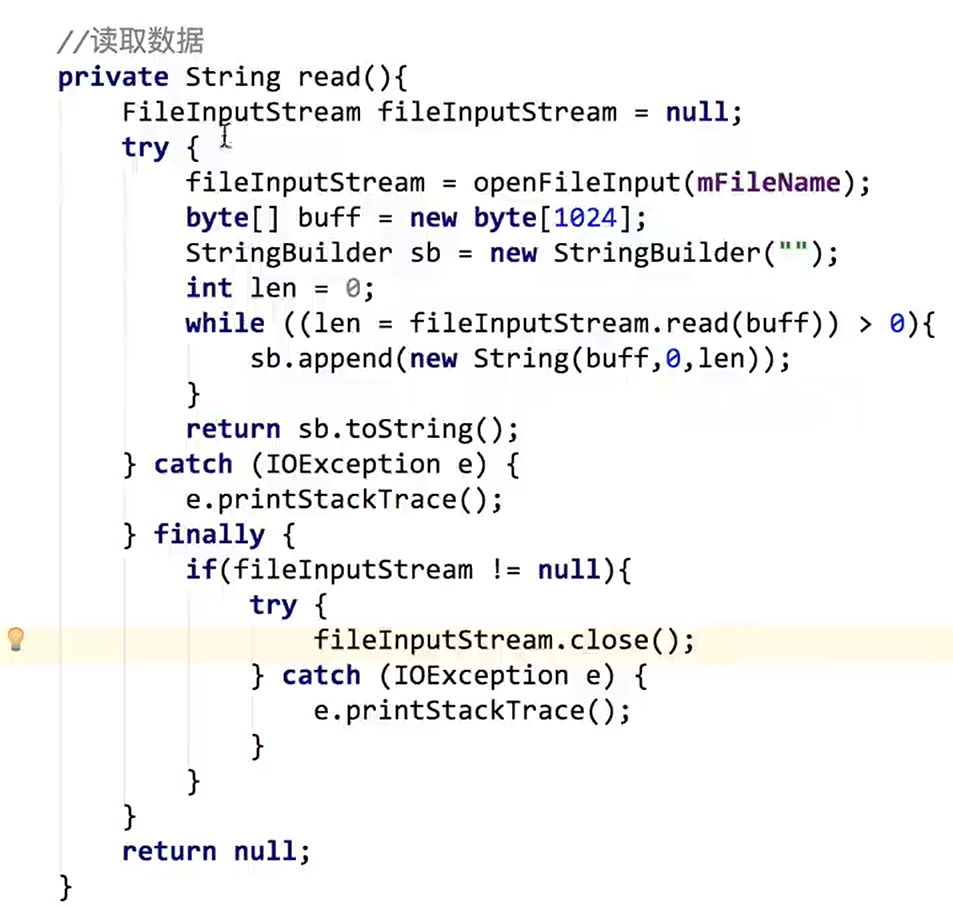 //读取数据
private String read(){
FileInputStream fileInputStream = null;
try {
fileInputStream = openFileInput(mFileName);
byte[] buff = new byte[1024];
StringBuilder sb = new StringBuilder("");
int len = 0;
while ((len = fileInputStream.read(buff)) > 0){
sb.append(new String(buff,0,len));
}
return sb.toString();
} catch (IOException e) {
e.printStackTrace();
} finally {
if(fileInputStream != null){
try {
fileInputStream.close();
} catch (IOException e) {
e.printStackTrace();
}
}
}
return null;
}